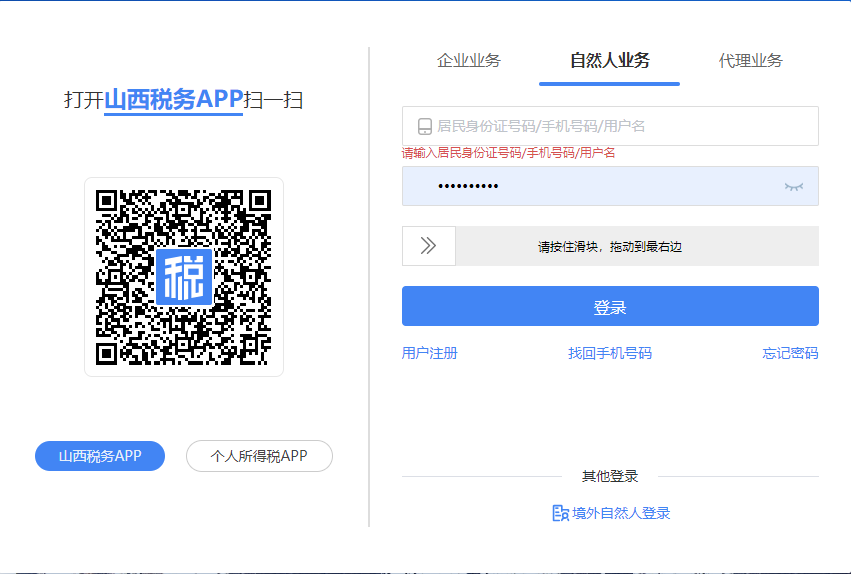 打开山西税务APP扫一扫
税
山西税务APP
个人所得税APP
企业业务
自然人业务
代理业务
居民身份证号码/手机号码/用户名
请输入居民身份证号码/手机号码/用户名
••••••••••
请按住滑块，拖动到最右边
登录
用户注册
找回手机号码
忘记密码
其他登录
境外自然人登录